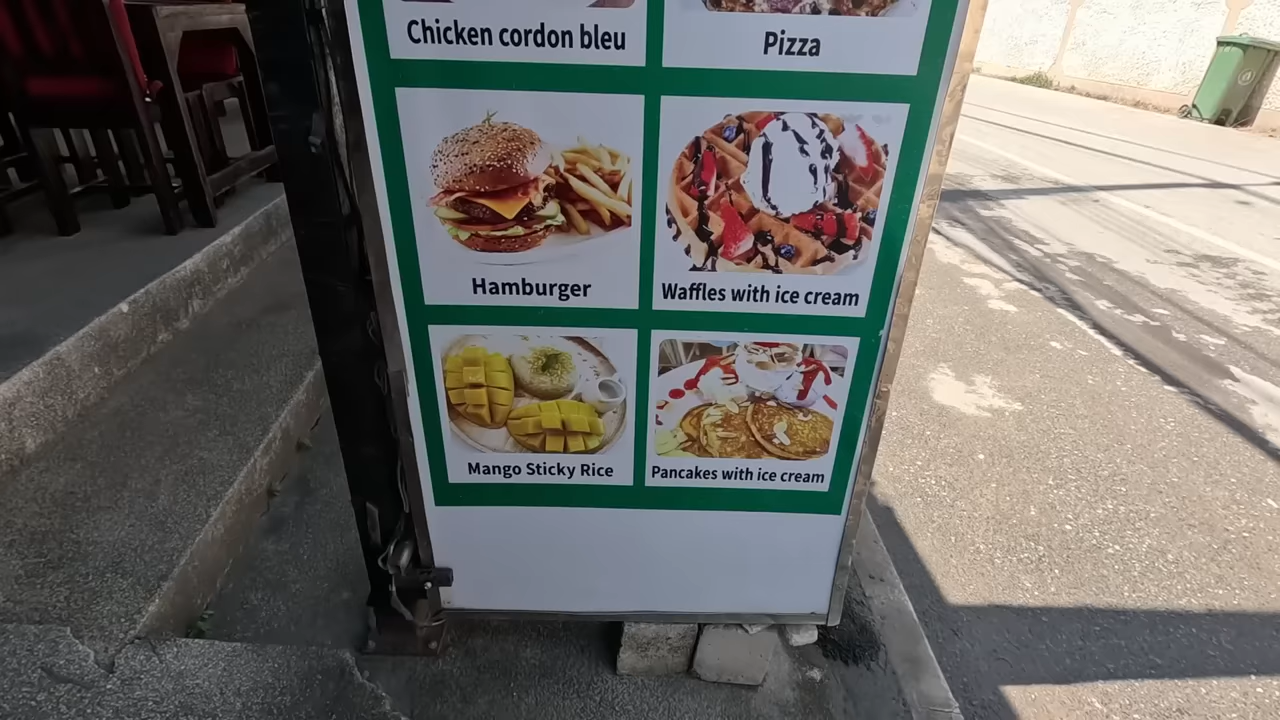 Chicken cordon bleu
Pizza
Hamburger
Waffles with ice cream
Mango Sticky Rice
Pancakes with ice cream